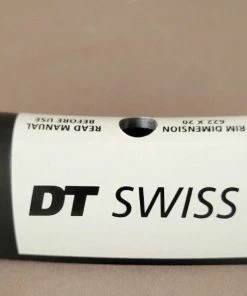 READ MANUAL
BEFORE USE
RIM DIMENSION
622 X 20
DT SWISS